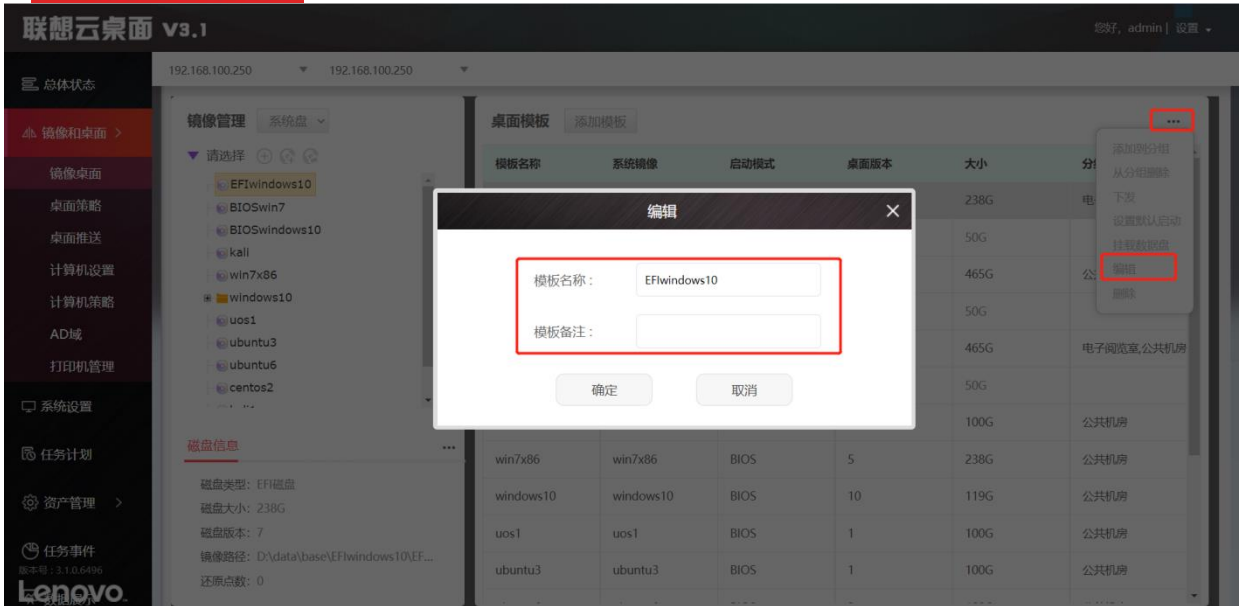 联想云桌面 V3.1
您好，admin | 设置
192.168.100.250 192.168.100.250
总体状态
镜像和桌面 >
镜像桌面
桌面策略
桌面推送
计算机设置
计算机策略
AD域
打印机管理
系统设置
任务计划
资产管理 >
任务事件
版本号：3.1.0.6496
Lenovo
镜像管理 系统盘
请选择
EFIwindows10
BIOSwin7
BIOSwindows10
kali
win7x86
windows10
uos1
ubuntu3
ubuntu6
centos2
磁盘信息 ...
磁盘类型：EFI磁盘
磁盘大小：238G
磁盘版本：7
镜像路径：D:\data\base\EFIwindows10\EF...
还原点数：0
桌面模板 添加模板 ...
模板名称 系统镜像 启动模式 桌面版本 大小 分
238G 电
50G
465G 公
50G
465G 电子阅览室,公共机房
50G
100G 公共机房
win7x86 win7x86 BIOS 5 238G 公共机房
windows10 windows10 BIOS 10 119G 公共机房
uos1 uos1 BIOS 1 100G 公共机房
ubuntu3 ubuntu3 BIOS 1 100G 公共机房
添加到分组
从分组删除
下发
设置默认启动
挂载数据盘
编辑
删除
编辑 ×
模板名称： EFIwindows10
模板备注：
确定 取消